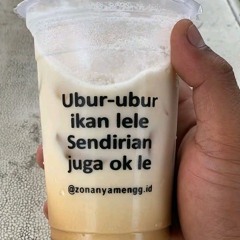 Ubur-ubur
ikan lele
Sendirian
juga ok le
@zonanyamengg.id